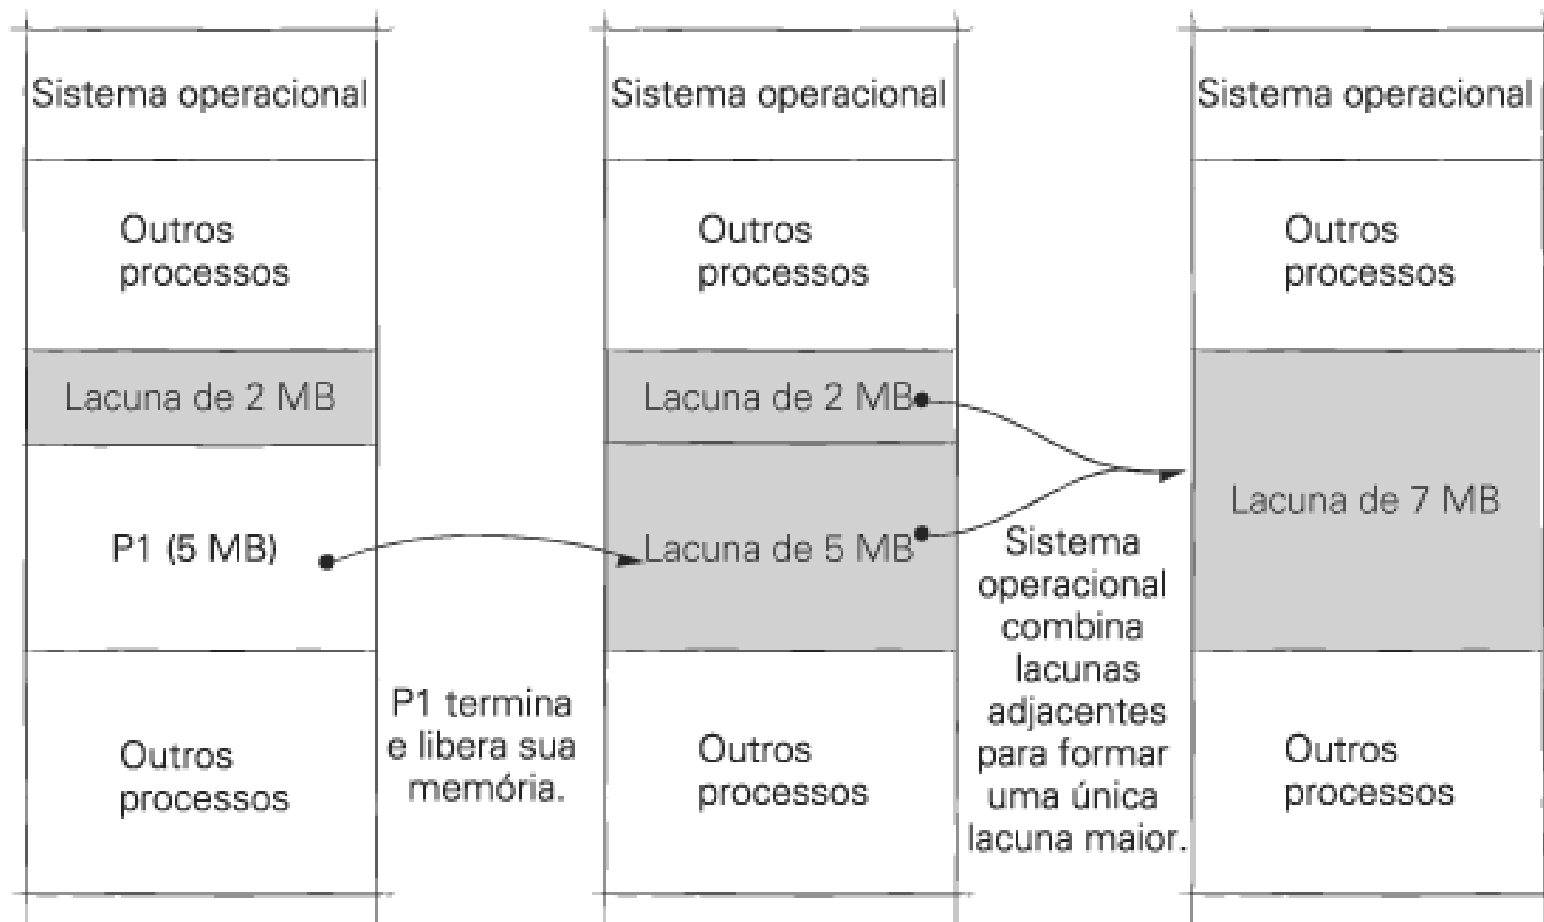 Sistema operacional
Outros
processos
Lacuna de 2 MB
P1 (5 MB)
Outros
processos
P1 termina
e libera sua
memória.
Sistema operacional
Outros
processos
Lacuna de 2 MB
Lacuna de 5 MB
Outros
processos
Sistema
operacional
combina
lacunas
adjacentes
para formar
uma única
lacuna maior.
Sistema operacional
Outros
processos
Lacuna de 7 MB
Outros
processos